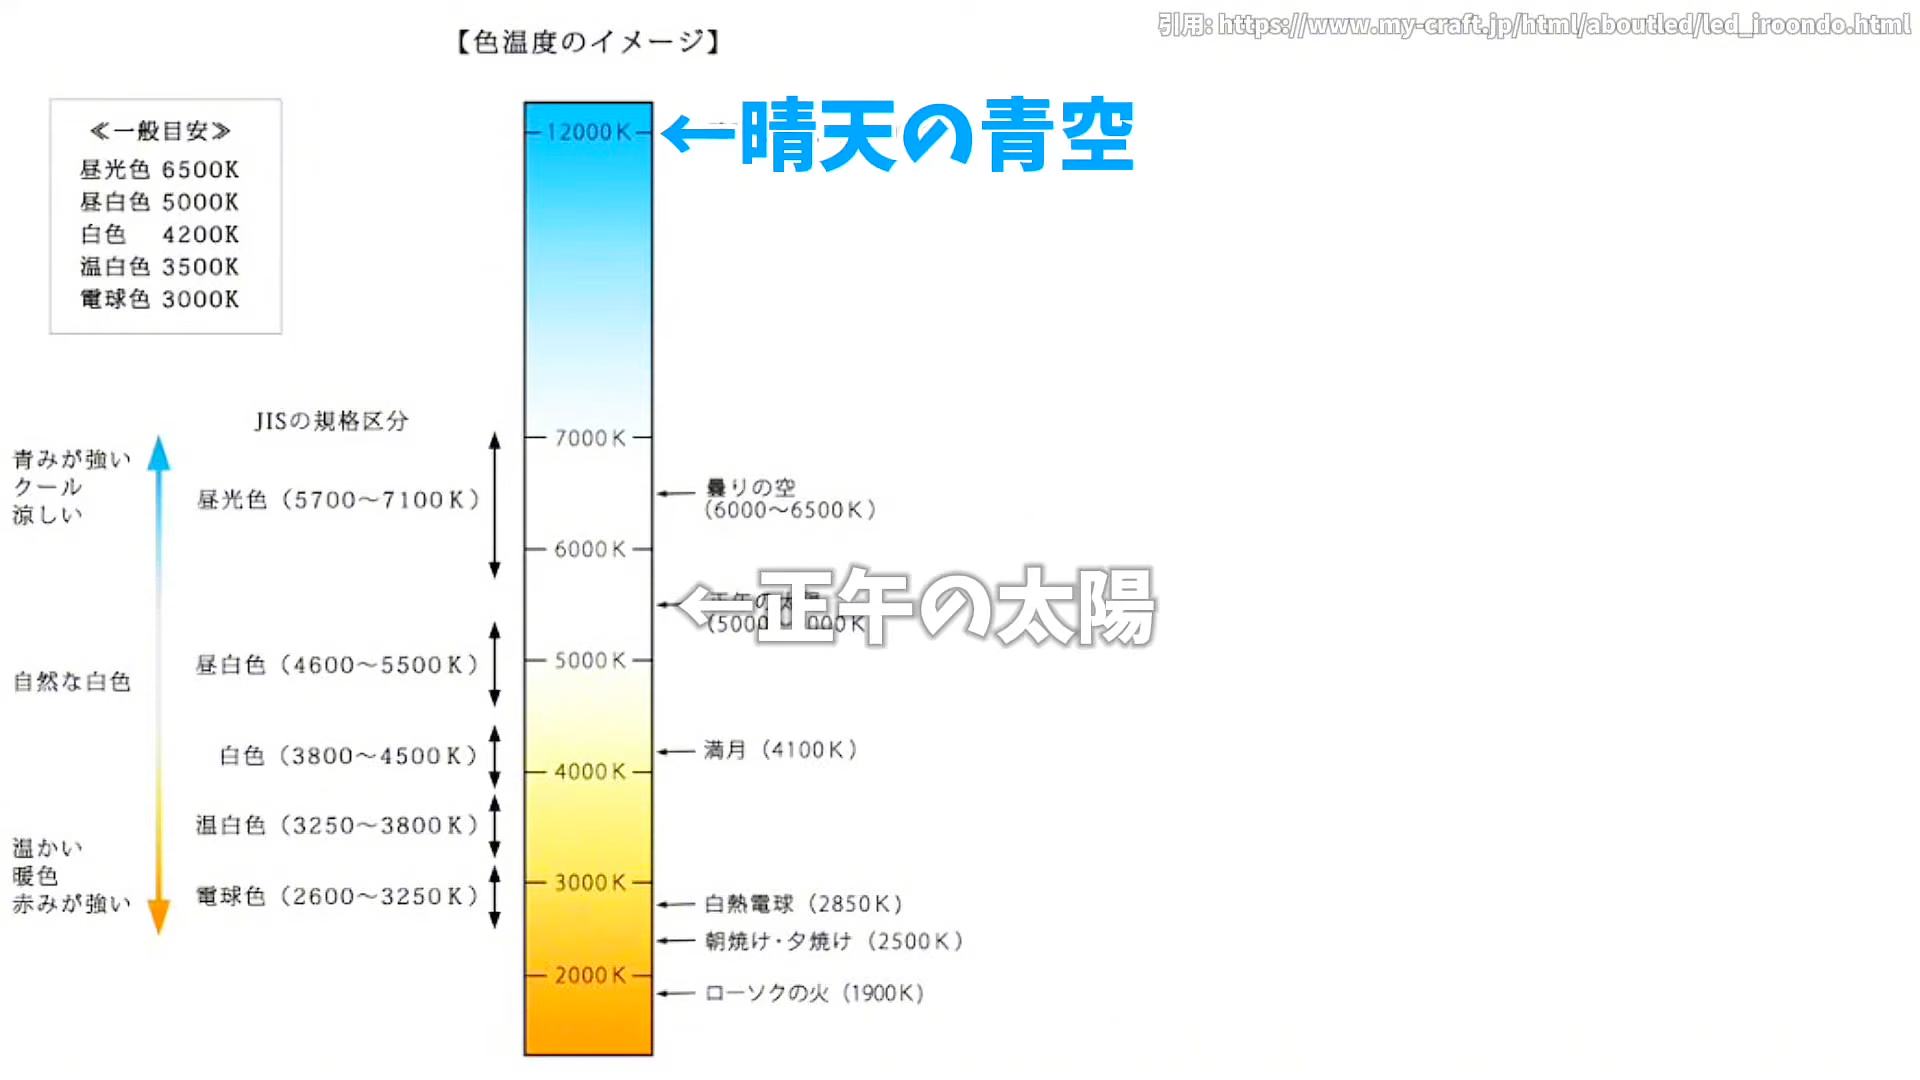 引用: https://www.my-craft.jp/html/aboutled/led_iroondo.html
【色温度のイメージ】
≪一般目安≫
昼光色 6500K
昼白色 5000K
白色 4200K
温白色 3500K
電球色 3000K
12000K
←晴天の青空
JISの規格区分
7000K
青みが強い
クール
涼しい
昼光色（5700～7100K）
曇りの空
（6000～6500K）
6000K
←正午の太陽
昼白色（4600～5500K）
5000K
自然な白色
白色（3800～4500K）
満月（4100K）
4000K
温白色（3250～3800K）
温かい
暖色
赤みが強い
電球色（2600～3250K）
3000K
白熱電球（2850K）
朝焼け・夕焼け（2500K）
2000K
ローソクの火（1900K）